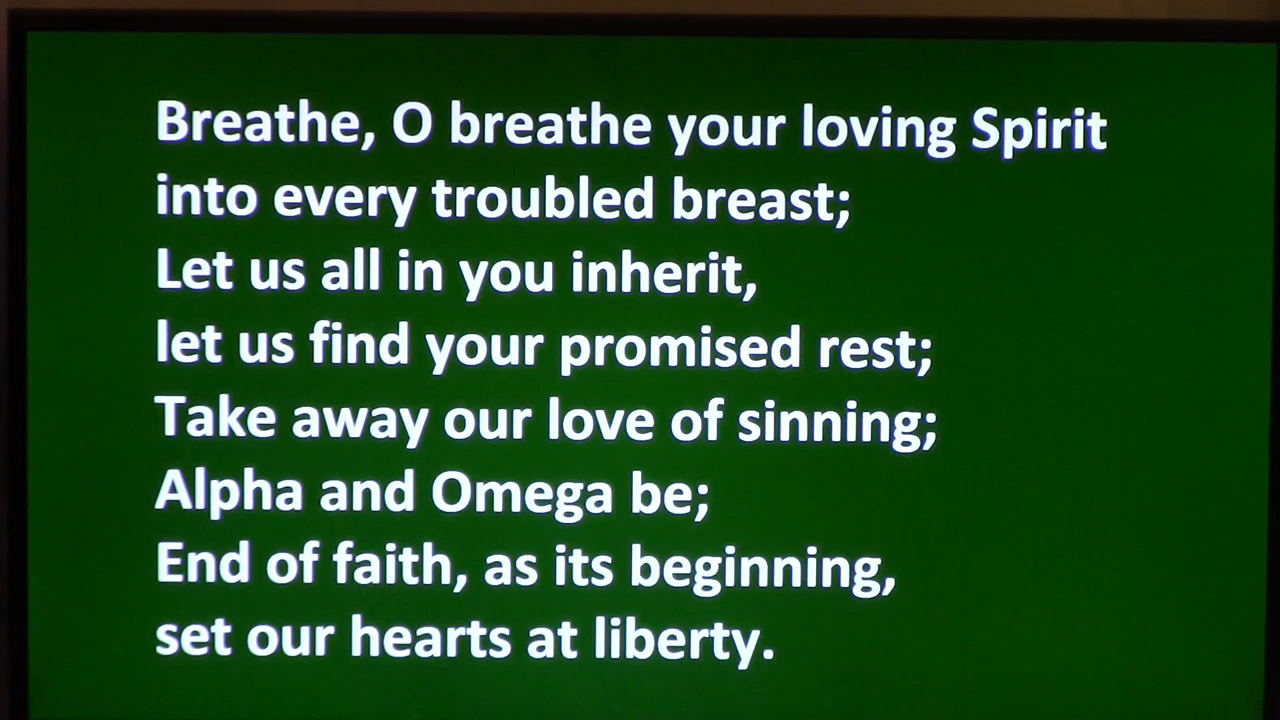 Breathe, O breathe your loving Spirit
into every troubled breast;
Let us all in you inherit,
let us find your promised rest;
Take away our love of sinning;
Alpha and Omega be;
End of faith, as its beginning,
set our hearts at liberty.